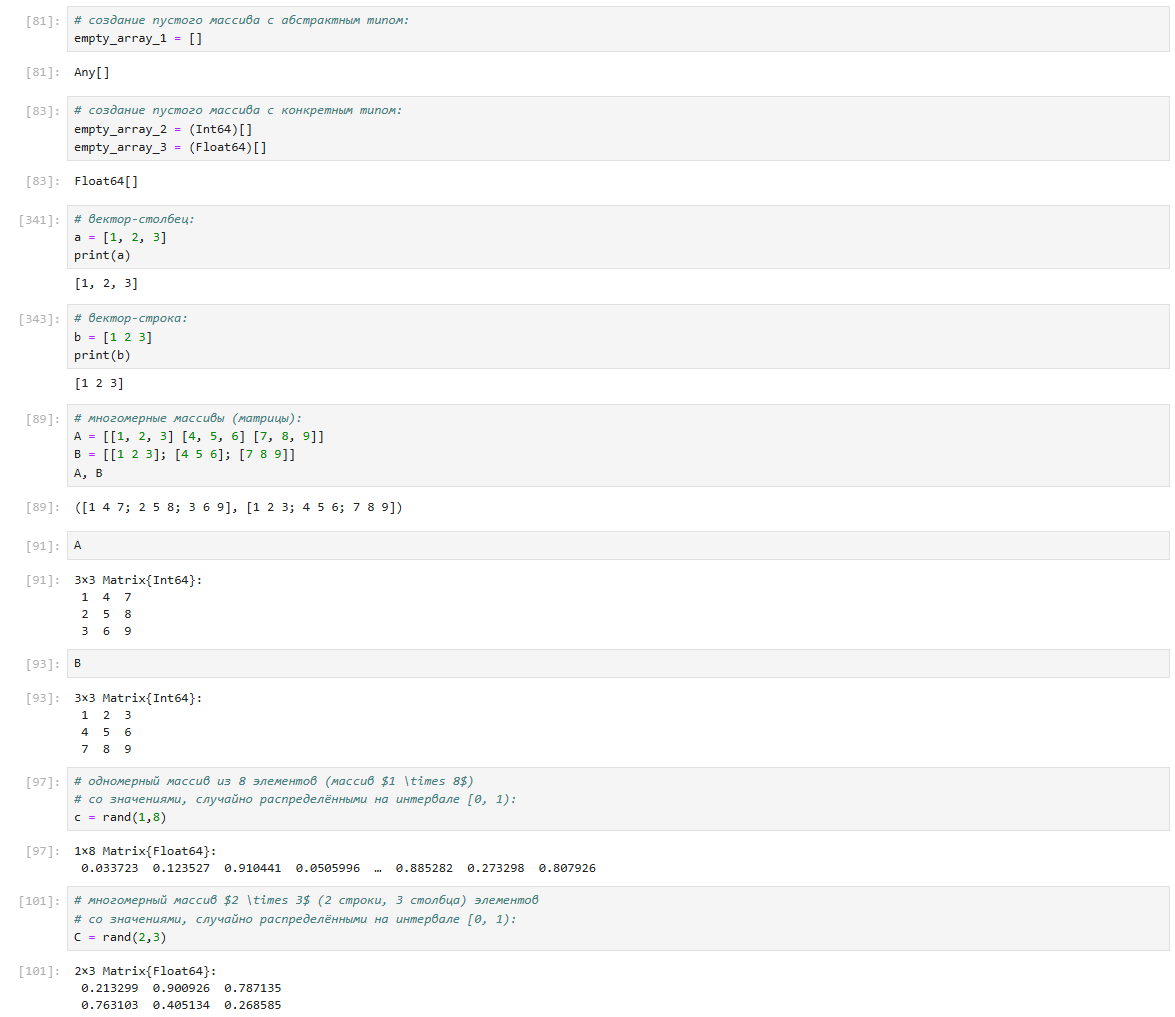 [81]: # создание пустого массива с абстрактным типом:
empty_array_1 = []
[81]: Any[]
[83]: # создание пустого массива с конкретным типом:
empty_array_2 = (Int64)[]
empty_array_3 = (Float64)[]
[83]: Float64[]
[341]: # вектор-столбец:
a = [1, 2, 3]
print(a)
[1, 2, 3]
[343]: # вектор-строка:
b = [1 2 3]
print(b)
[1 2 3]
[89]: # многомерные массивы (матрицы):
A = [[1, 2, 3] [4, 5, 6] [7, 8, 9]]
B = [[1 2 3]; [4 5 6]; [7 8 9]]
A, B
[89]: ([1 4 7; 2 5 8; 3 6 9], [1 2 3; 4 5 6; 7 8 9])
[91]: A
[91]: 3×3 Matrix{Int64}:
1 4 7
2 5 8
3 6 9
[93]: B
[93]: 3×3 Matrix{Int64}:
1 2 3
4 5 6
7 8 9
[97]: # одномерный массив из 8 элементов (массив $1 \times 8$)
# со значениями, случайно распределёнными на интервале [0, 1):
c = rand(1,8)
[97]: 1×8 Matrix{Float64}:
0.033723 0.123527 0.910441 0.0505996 … 0.885282 0.273298 0.807926
[101]: # многомерный массив $2 \times 3$ (2 строки, 3 столбца) элементов
# со значениями, случайно распределёнными на интервале [0, 1):
C = rand(2,3)
[101]: 2×3 Matrix{Float64}:
0.213299 0.900926 0.787135
0.763103 0.405134 0.268585